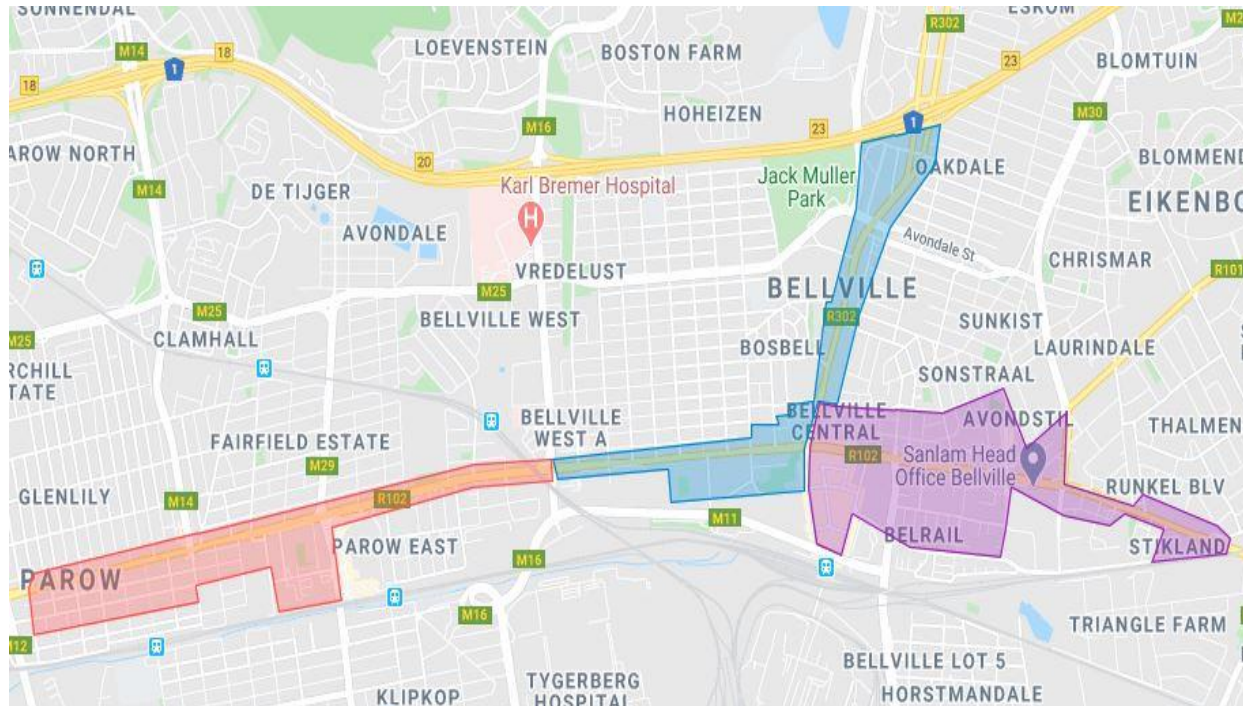 SONNENDAL
ESKOM
M14
18
R302
M2
LOEVENSTEIN
BOSTON FARM
23
BLOMTUIN
1
18
HOHEIZEN
M16
23
1
M30
AROW NORTH
20
M14
DE TIJGER
Karl Bremer Hospital
H
Jack Muller
Park
OAKDALE
BLOMMEND
EIKENBO
AVONDALE
Avondale St
VREDELUST
CHRISMAR
R101
M25
BELLVILLE
M25
BELLVILLE WEST
R302
SUNKIST
M25
CLAMHALL
BOSBELL
LAURINDALE
RCHILL
TATE
SONSTRAAL
BELLVILLE
WEST A
BELLVILLE
CENTRAL
AVONDSTIL
THALMEN
FAIRFIELD ESTATE
R102
Sanlam Head
Office Bellville
M29
GLENLILY
M14
R102
RUNKEL BLV
M11
PAROW EAST
BELRAIL
STIKLAND
M16
PAROW
M16
M12
TRIANGLE FARM
BELLVILLE LOT 5
TYGERBERG
HOSPITAL
KLIPKOP
HORSTMANDALE